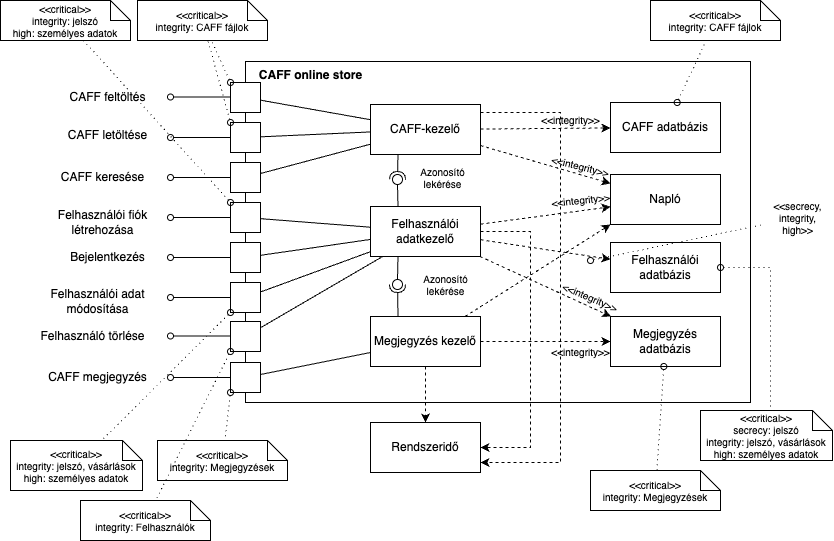 <<critical>>
integrity: jelszó
high: személyes adatok
<<critical>>
integrity: CAFF fájlok
<<critical>>
integrity: CAFF fájlok
CAFF online store
CAFF feltöltés
CAFF letöltése
CAFF keresése
Felhasználói fiók
létrehozása
Bejelentkezés
Felhasználói adat
módosítása
Felhasználó törlése
CAFF megjegyzés
CAFF-kezelő
Azonosító
lekérése
Felhasználói
adatkezelő
Azonosító
lekérése
Megjegyzés kezelő
Rendszeridő
<<integrity>>
<<integrity>>
<<integrity>>
<<integrity>>
<<integrity>>
CAFF adatbázis
Napló
Felhasználói
adatbázis
Megjegyzés
adatbázis
<<secrecy,
integrity,
high>>
<<critical>>
integrity: jelszó, vásárlások
high: személyes adatok
<<critical>>
integrity: Megjegyzések
<<critical>>
integrity: Felhasználók
<<critical>>
secrecy: jelszó
integrity: jelszó, vásárlások
high: személyes adatok
<<critical>>
integrity: Megjegyzések